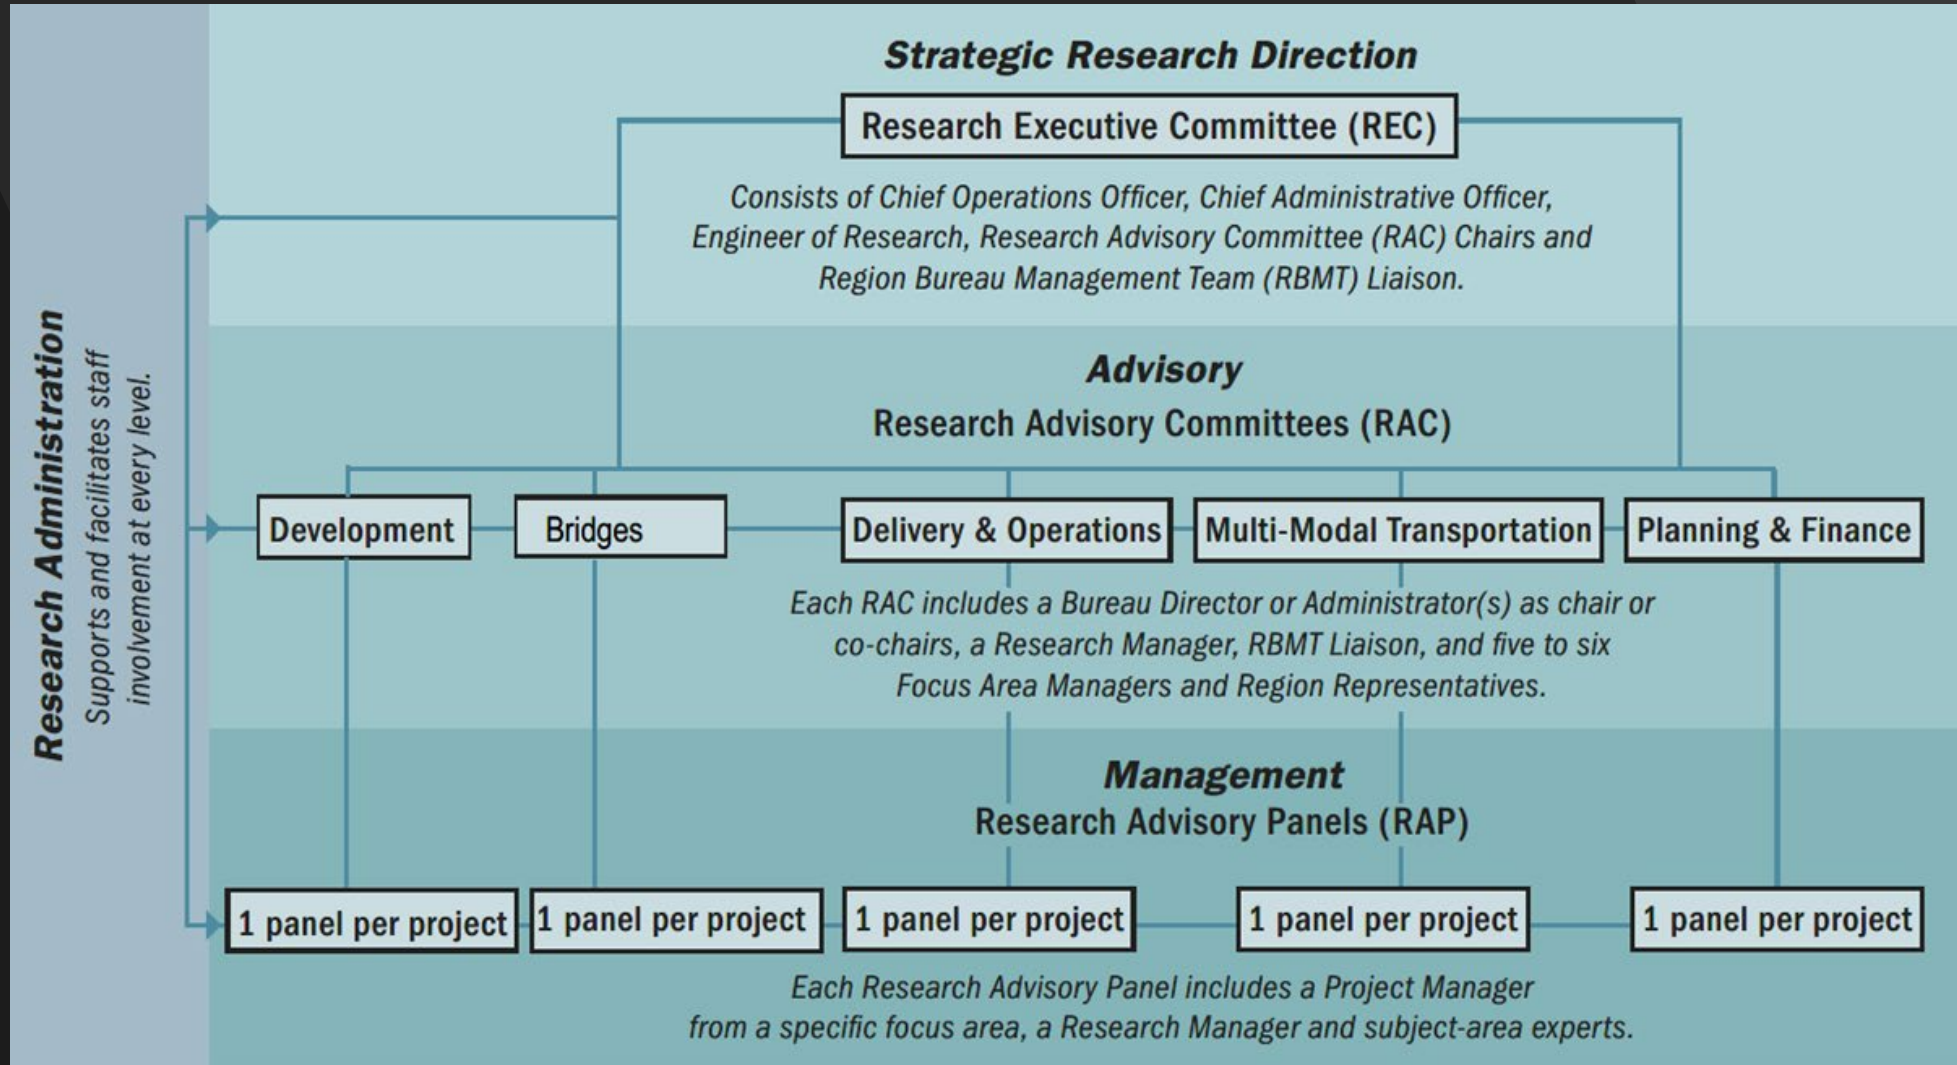 Strategic Research Direction
Research Executive Committee (REC)
Consists of Chief Operations Officer, Chief Administrative Officer,
Engineer of Research, Research Advisory Committee (RAC) Chairs and
Region Bureau Management Team (RBMT) Liaison.
Research Administration
Supports and facilitates staff
involvement at every level.
Advisory
Research Advisory Committees (RAC)
Development
Bridges
Delivery & Operations
Multi-Modal Transportation
Planning & Finance
Each RAC includes a Bureau Director or Administrator(s) as chair or
co-chairs, a Research Manager, RBMT Liaison, and five to six
Focus Area Managers and Region Representatives.
Management
Research Advisory Panels (RAP)
1 panel per project
1 panel per project
1 panel per project
1 panel per project
1 panel per project
Each Research Advisory Panel includes a Project Manager
from a specific focus area, a Research Manager and subject-area experts.